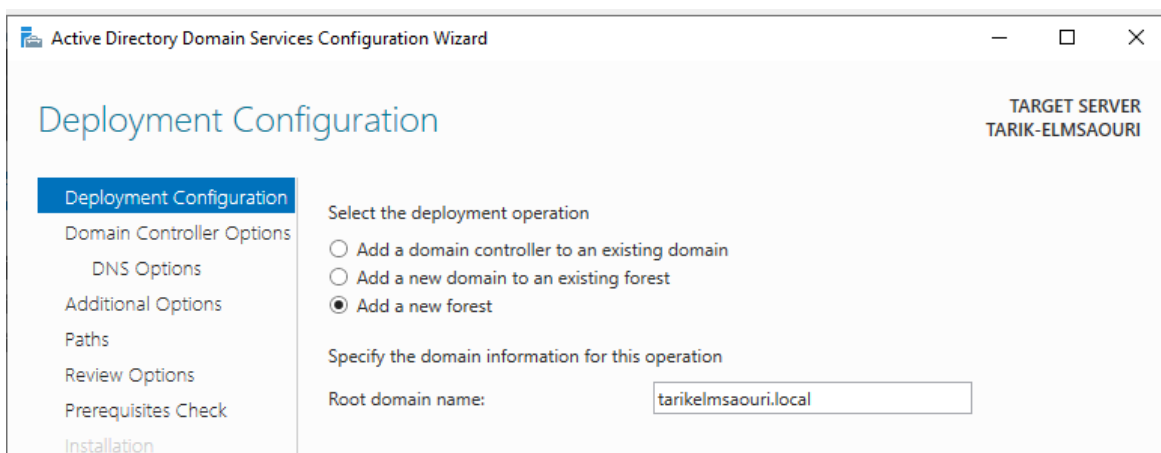 Active Directory Domain Services Configuration Wizard
Deployment Configuration
TARGET SERVER
TARIK-ELMSAOURI
Deployment Configuration
Domain Controller Options
DNS Options
Additional Options
Paths
Review Options
Prerequisites Check
Installation
Select the deployment operation
Add a domain controller to an existing domain
Add a new domain to an existing forest
Add a new forest
Specify the domain information for this operation
Root domain name: tarikelmsaouri.local